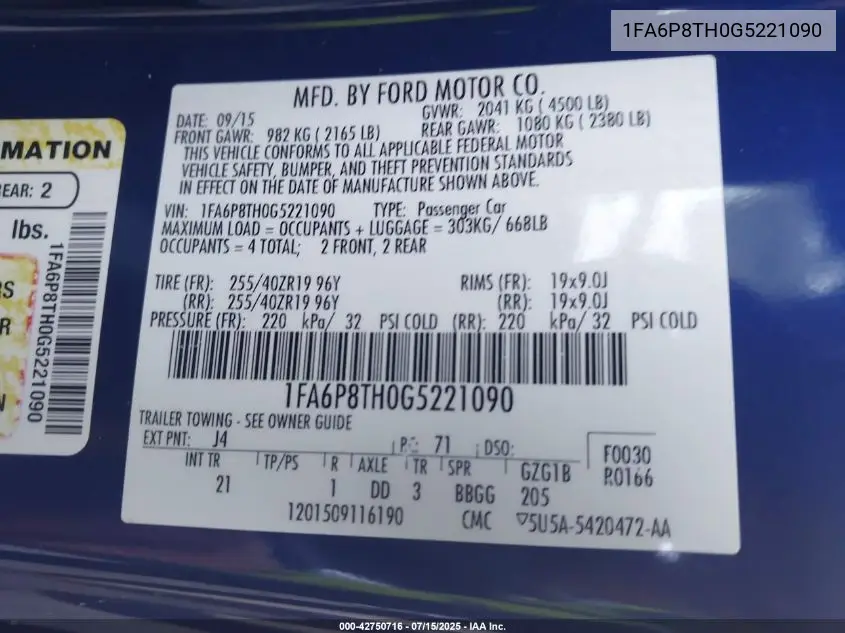 1FA6P8TH0G5221090
MFD. BY FORD MOTOR CO.
DATE: 09/15 GVWR: 2041 KG ( 4500 LB)
FRONT GAWR: 982 KG ( 2165 LB) REAR GAWR: 1080 KG ( 2380 LB)
THIS VEHICLE CONFORMS TO ALL APPLICABLE FEDERAL MOTOR
VEHICLE SAFETY, BUMPER, AND THEFT PREVENTION STANDARDS
IN EFFECT ON THE DATE OF MANUFACTURE SHOWN ABOVE.
VIN: 1FA6P8TH0G5221090 TYPE: Passenger Car
MAXIMUM LOAD = OCCUPANTS + LUGGAGE = 303KG/ 668LB
OCCUPANTS = 4 TOTAL; 2 FRONT, 2 REAR
TIRE (FR): 255/40ZR19 96Y RIMS (FR): 19x9.0J
(RR): 255/40ZR19 96Y (RR): 19x9.0J
PRESSURE (FR): 220 kPa/ 32 PSI COLD (RR): 220 kPa/ 32 PSI COLD
1FA6P8TH0G5221090
TRAILER TOWING - SEE OWNER GUIDE
EXT PNT: J4 71 DSO: F0030
INT TR TP/PS R AXLE TR SPR GZG1B R0166
21 1 DD 3 BBGG 205
1201509116190 CMC ▽5U5A-5420472-AA
MATION
REAR: 2
lbs.
1FA6P8TH0G5221090
000-42750716 - 07/15/2025 - IAA Inc.